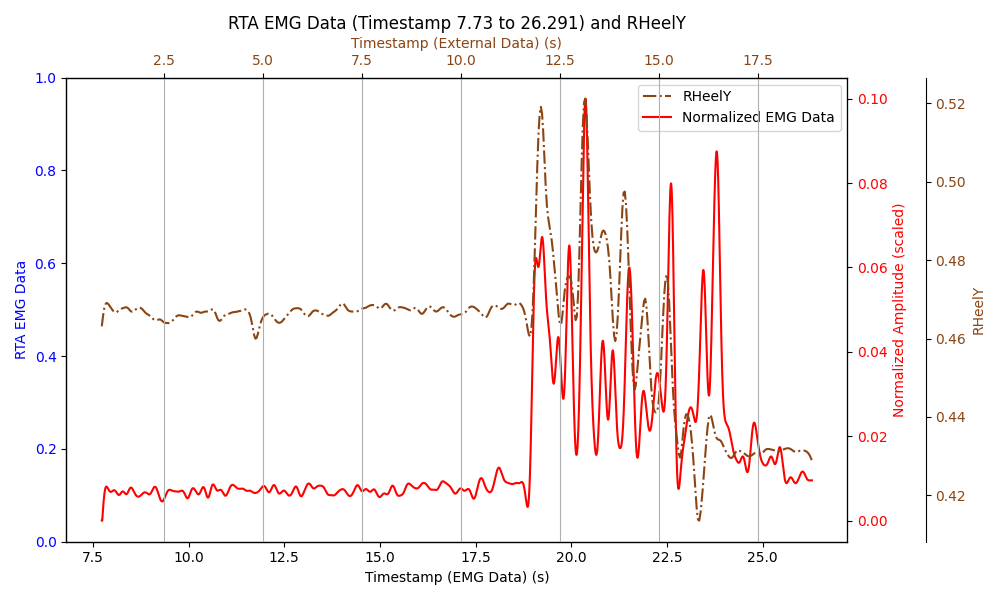 RTA EMG Data (Timestamp 7.73 to 26.291) and RHeelY
Timestamp (External Data) (s)
2.5 5.0 7.5 10.0 12.5 15.0 17.5
RHeelY
Normalized EMG Data
1.0
0.8
0.6
0.4
0.2
0.0
RTA EMG Data
0.10
0.08
0.06
0.04
0.02
0.00
Normalized Amplitude (scaled)
0.52
0.50
0.48
0.46
0.44
0.42
RHeelY
7.5 10.0 12.5 15.0 17.5 20.0 22.5 25.0
Timestamp (EMG Data) (s)